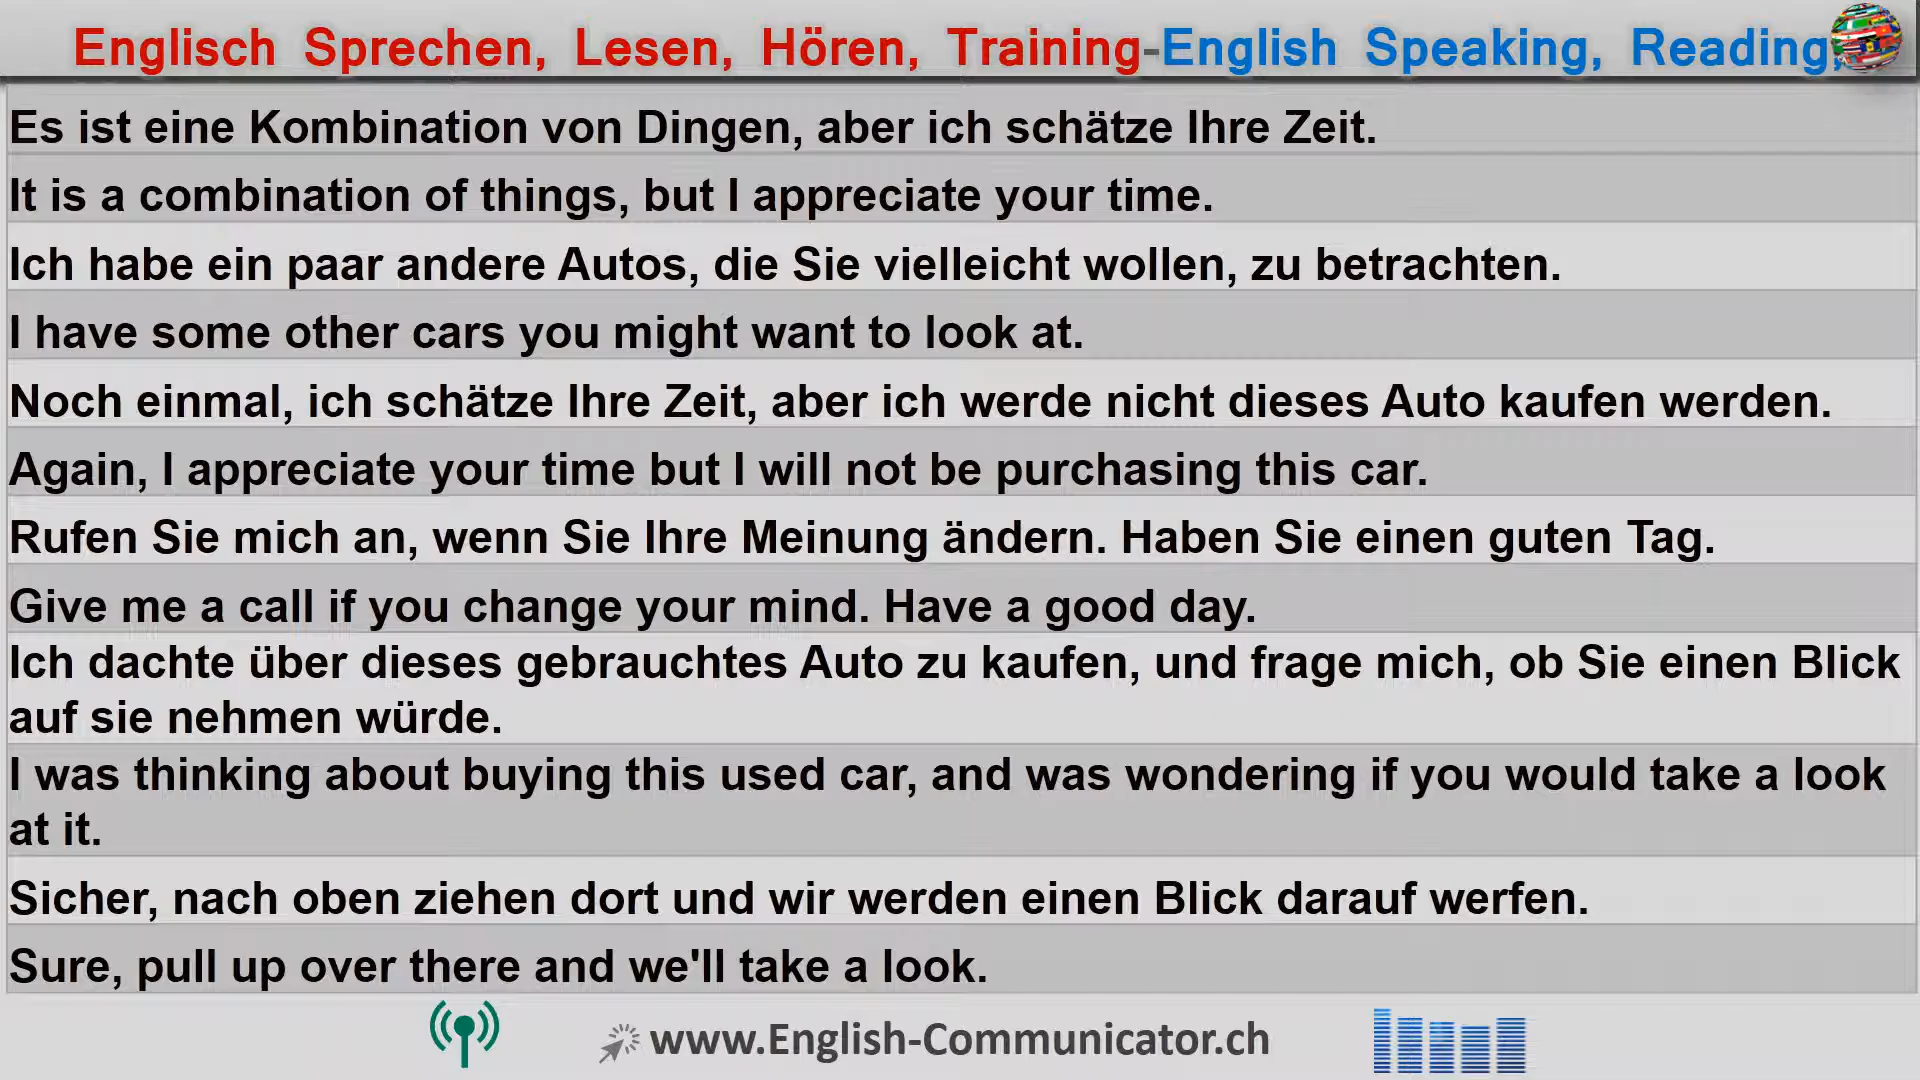 Englisch Sprechen, Lesen, Hören, Training-English Speaking, Reading,
Es ist eine Kombination von Dingen, aber ich schätze Ihre Zeit.
It is a combination of things, but I appreciate your time.
Ich habe ein paar andere Autos, die Sie vielleicht wollen, zu betrachten.
I have some other cars you might want to look at.
Noch einmal, ich schätze Ihre Zeit, aber ich werde nicht dieses Auto kaufen werden.
Again, I appreciate your time but I will not be purchasing this car.
Rufen Sie mich an, wenn Sie Ihre Meinung ändern. Haben Sie einen guten Tag.
Give me a call if you change your mind. Have a good day.
Ich dachte über dieses gebrauchtes Auto zu kaufen, und frage mich, ob Sie einen Blick
auf sie nehmen würde.
I was thinking about buying this used car, and was wondering if you would take a look
at it.
Sicher, nach oben ziehen dort und wir werden einen Blick darauf werfen.
Sure, pull up over there and we'll take a look.
www.English-Communicator.ch